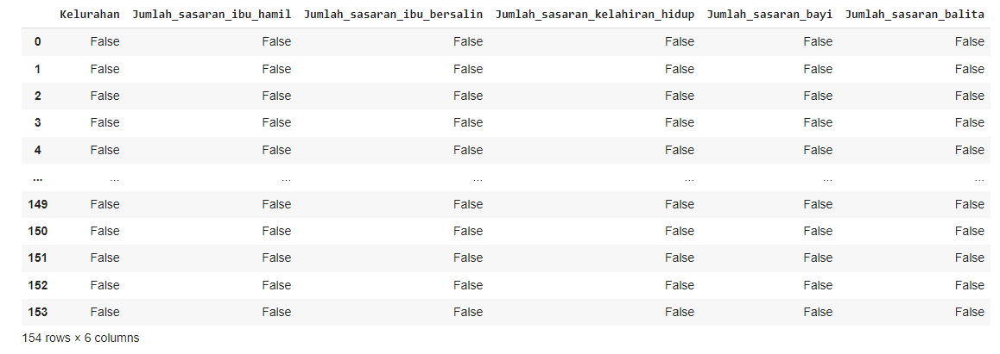 Kelurahan Jumlah_sasaran_ibu_hamil Jumlah_sasaran_ibu_bersalin Jumlah_sasaran_kelahiran_hidup Jumlah_sasaran_bayi Jumlah_sasaran_balita
0 False False False False False False
1 False False False False False False
2 False False False False False False
3 False False False False False False
4 False False False False False False
... ... ... ... ... ... ...
149 False False False False False False
150 False False False False False False
151 False False False False False False
152 False False False False False False
153 False False False False False False
154 rows × 6 columns